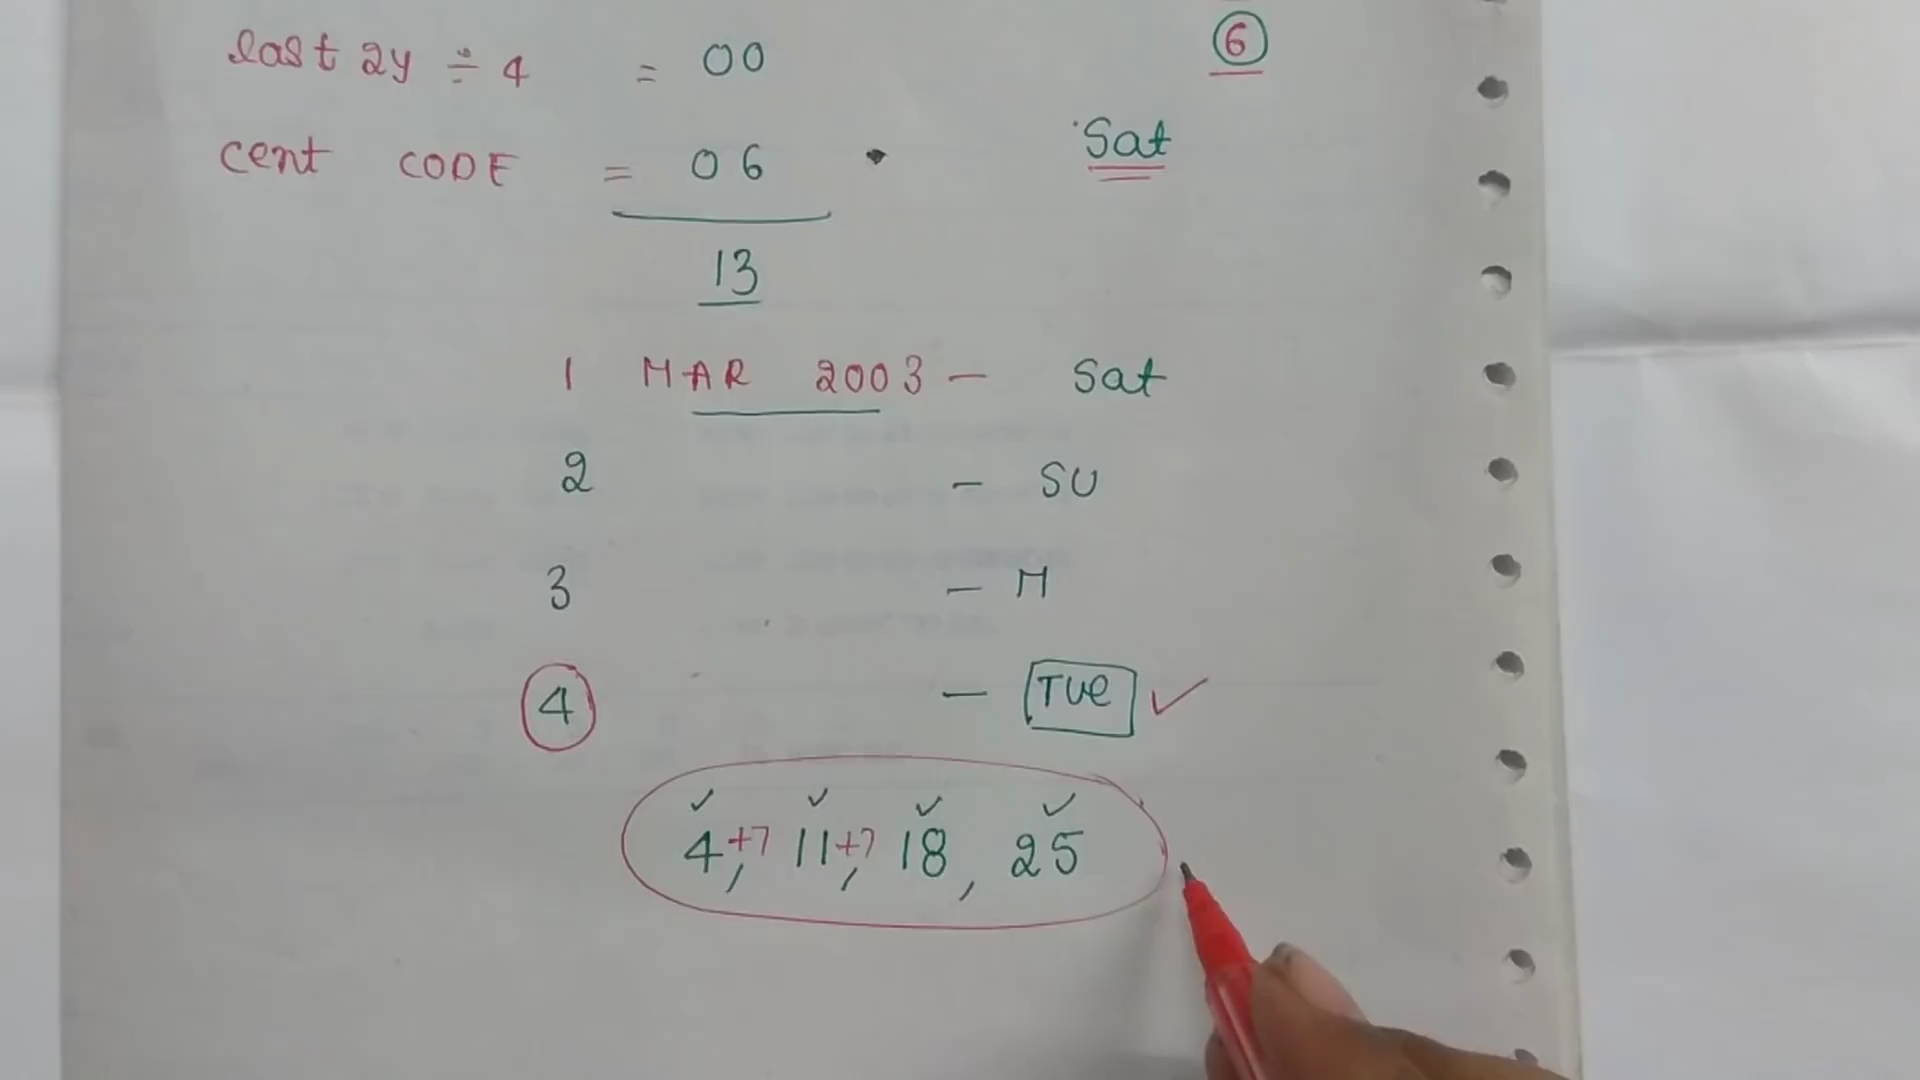 last 2y ÷ 4 = 00
6
cent CODE = 06
Sat
13
1 MAR 2003 - Sat
2 - SU
3 - M
4 - Tue ✓
✓ ✓ ✓ ✓
4, +7 11, +7 18, 25